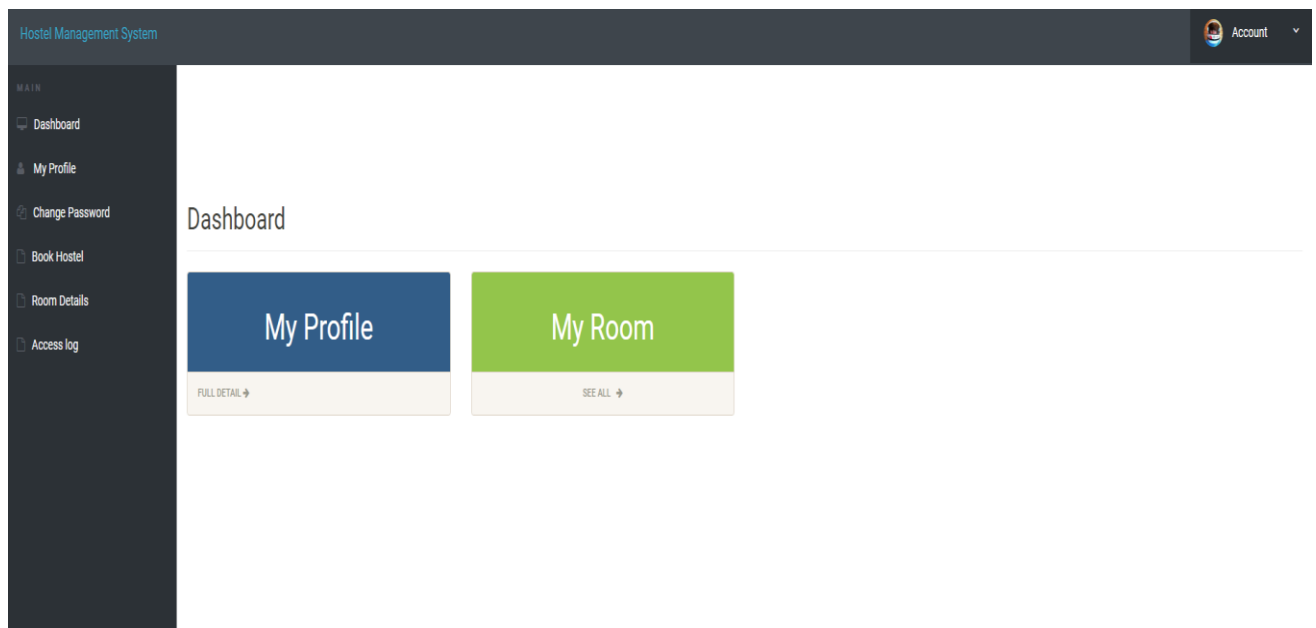 Hostel Management System
Account
MAIN
Dashboard
My Profile
Change Password
Book Hostel
Room Details
Access log
Dashboard
My Profile
FULL DETAIL
My Room
SEE ALL